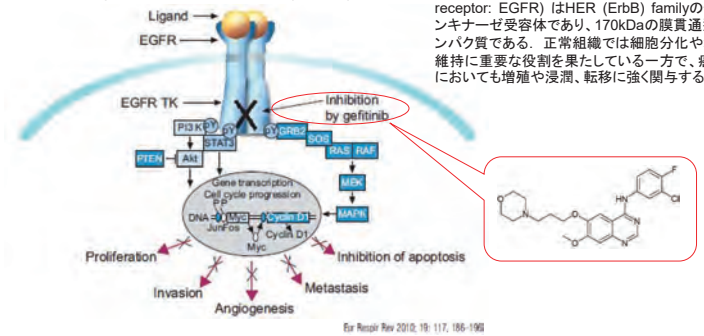 receptor: EGFR) はHER (ErbB) familyの
ンキナーゼ受容体であり、170kDaの膜貫通
ンパク質である．正常組織では細胞分化や
維持に重要な役割を果たしている一方で、
においても増殖や浸潤、転移に強く関与する
Ligand
EGFR
EGFR TK
Inhibition
by gefitinib
PI3 K
pY
pY
pY
GRB2
SOS
STAT3
RAS
RAF
PTEN
Akt
MEK
Gene transcription
Cell cycle progression
P P
DNA
Myc
Cyclin D1
MAPK
JunFos
Cyclin D1
Myc
Proliferation
Inhibition of apoptosis
Invasion
Metastasis
Angiogenesis
F
Cl
HN
O
N
O
N
O
N
Eur Respir Rev 2010; 19: 117, 186-196